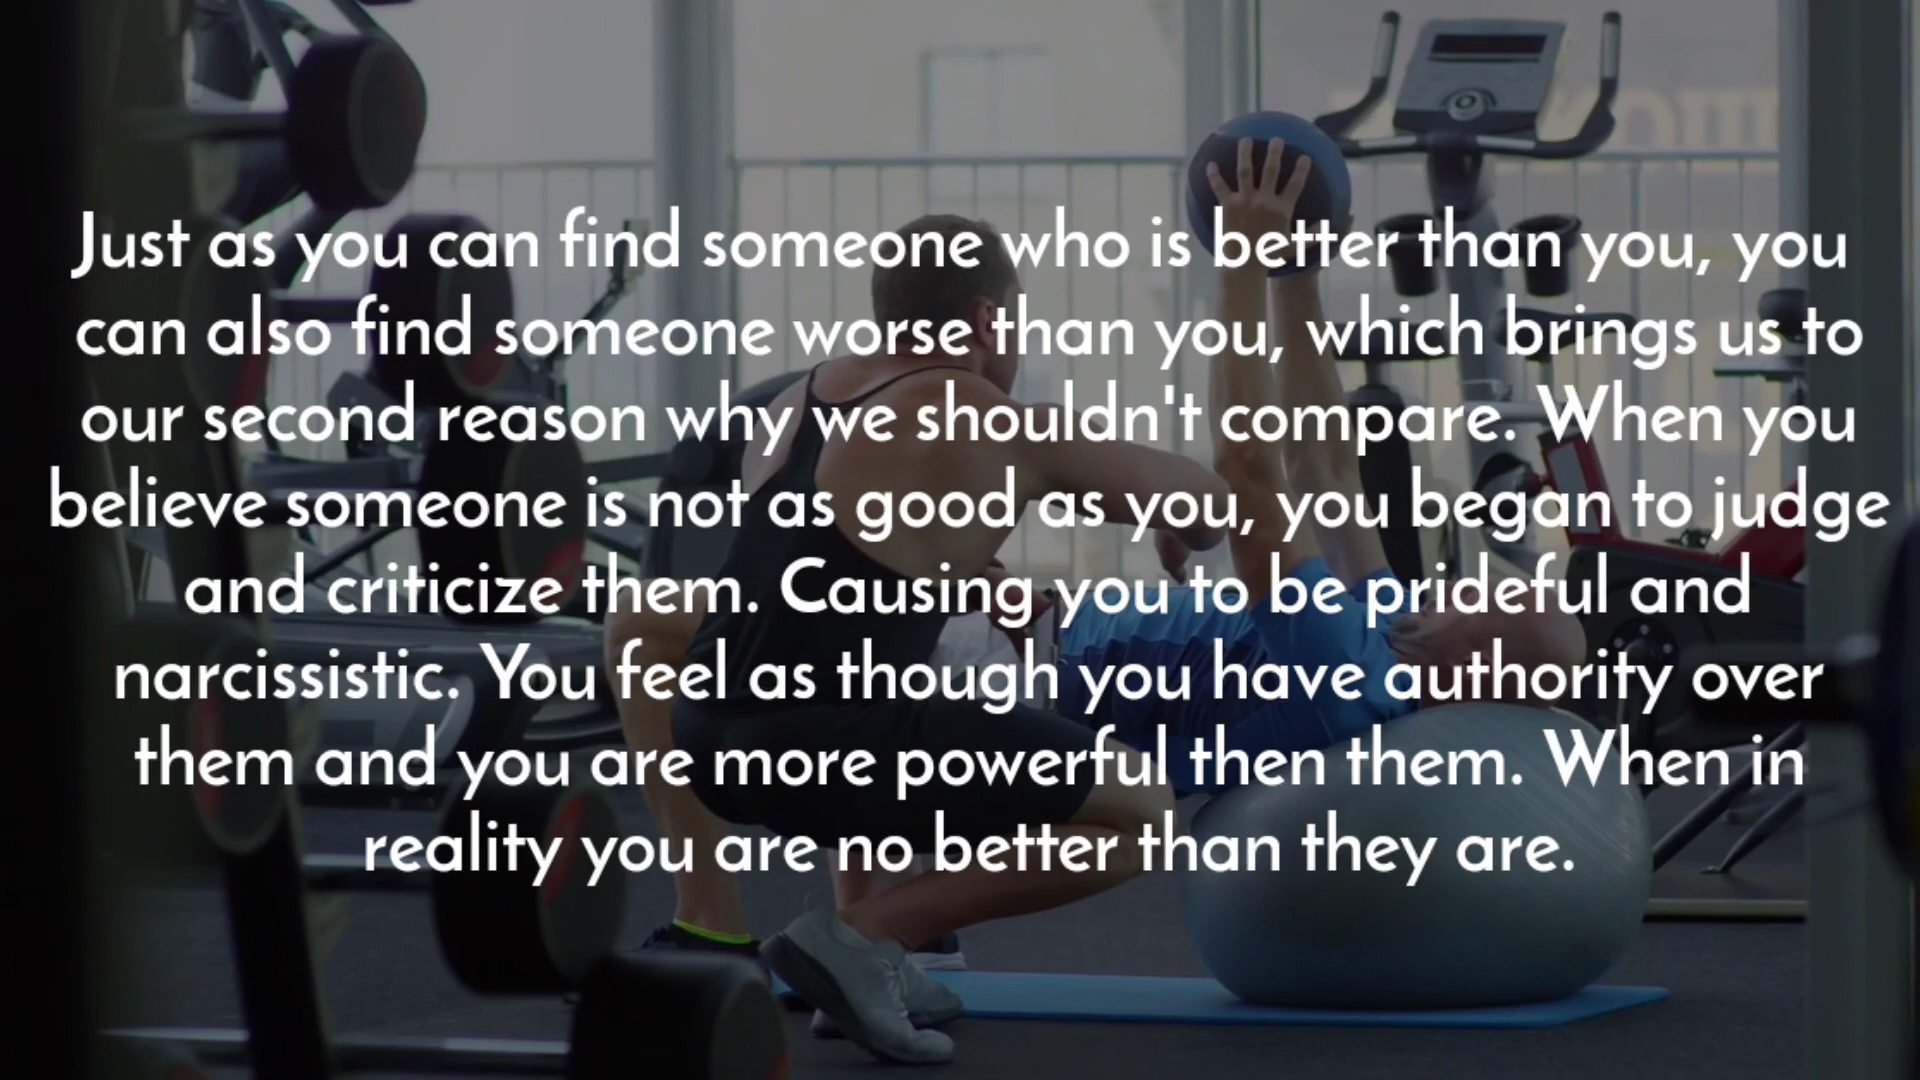 Just as you can find someone who is better than you, you
can also find someone worse than you, which brings us to
our second reason why we shouldn't compare. When you
believe someone is not as good as you, you began to judge
and criticize them. Causing you to be prideful and
narcissistic. You feel as though you have authority over
them and you are more powerful then them. When in
reality you are no better than they are.